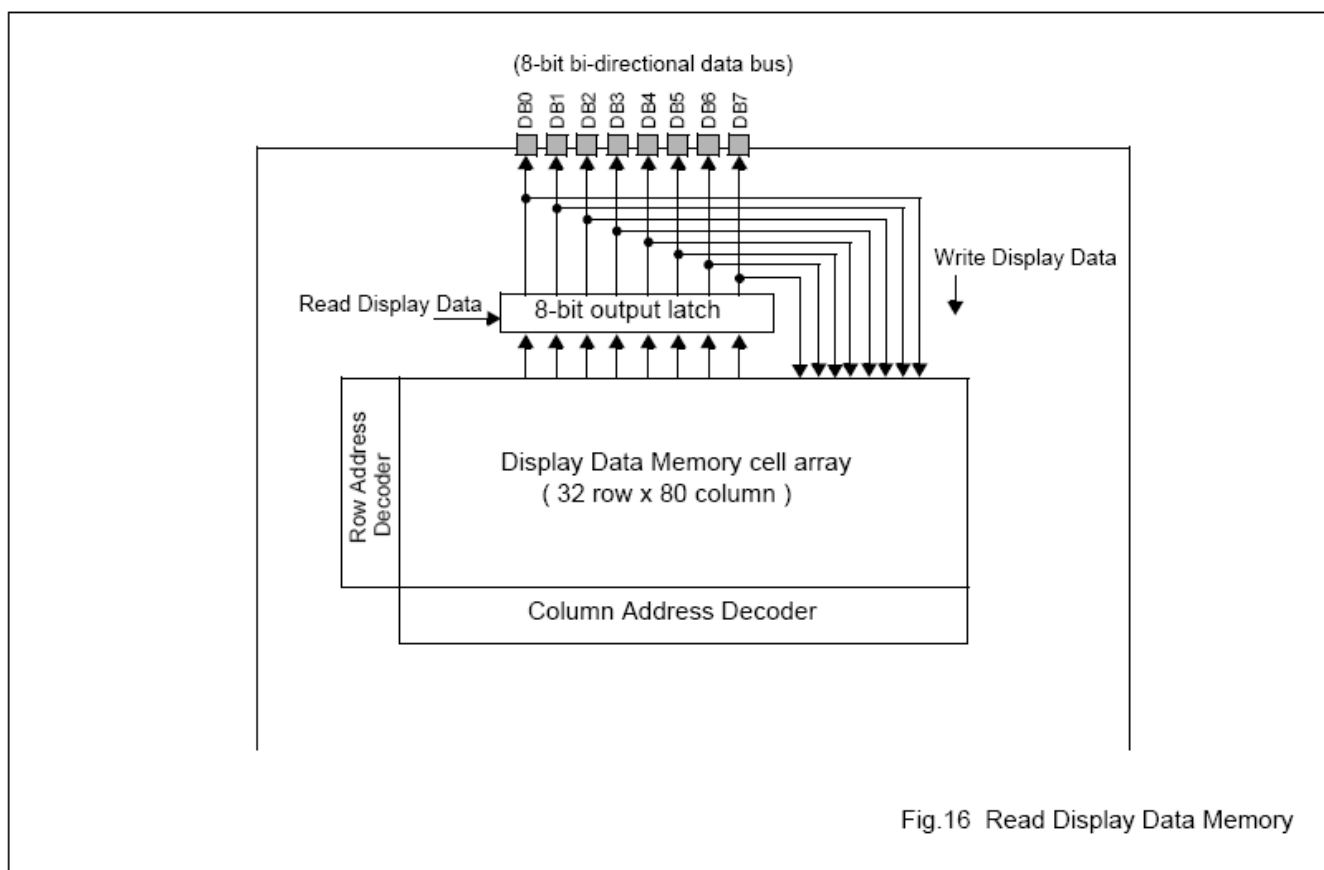 (8-bit bi-directional data bus)
DB0
DB1
DB2
DB3
DB4
DB5
DB6
DB7
Write Display Data
Read Display Data
8-bit output latch
Row Address
Decoder
Display Data Memory cell array
( 32 row x 80 column )
Column Address Decoder
Fig.16 Read Display Data Memory